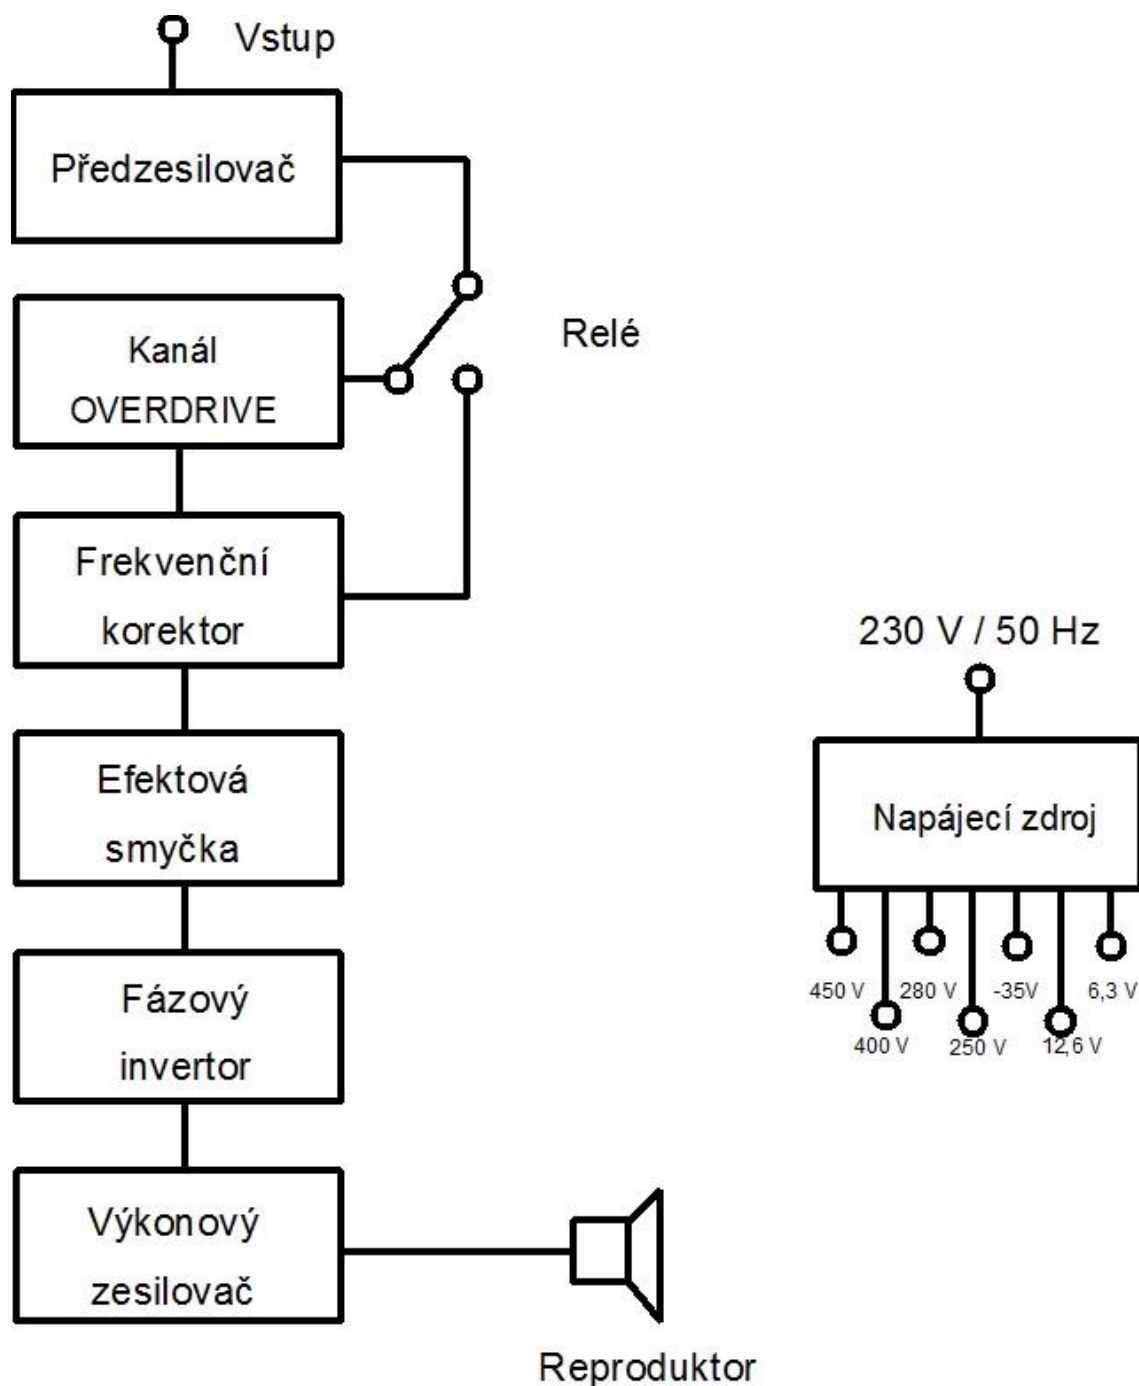 Vstup
Předzesilovač
Relé
Kanál
OVERDRIVE
Frekvenční
korektor
Efektová
smyčka
Fázový
invertor
Výkonový
zesilovač
Reproduktor
230 V / 50 Hz
Napájecí zdroj
450 V 280 V -35V 6,3 V
400 V 250 V 12,6 V